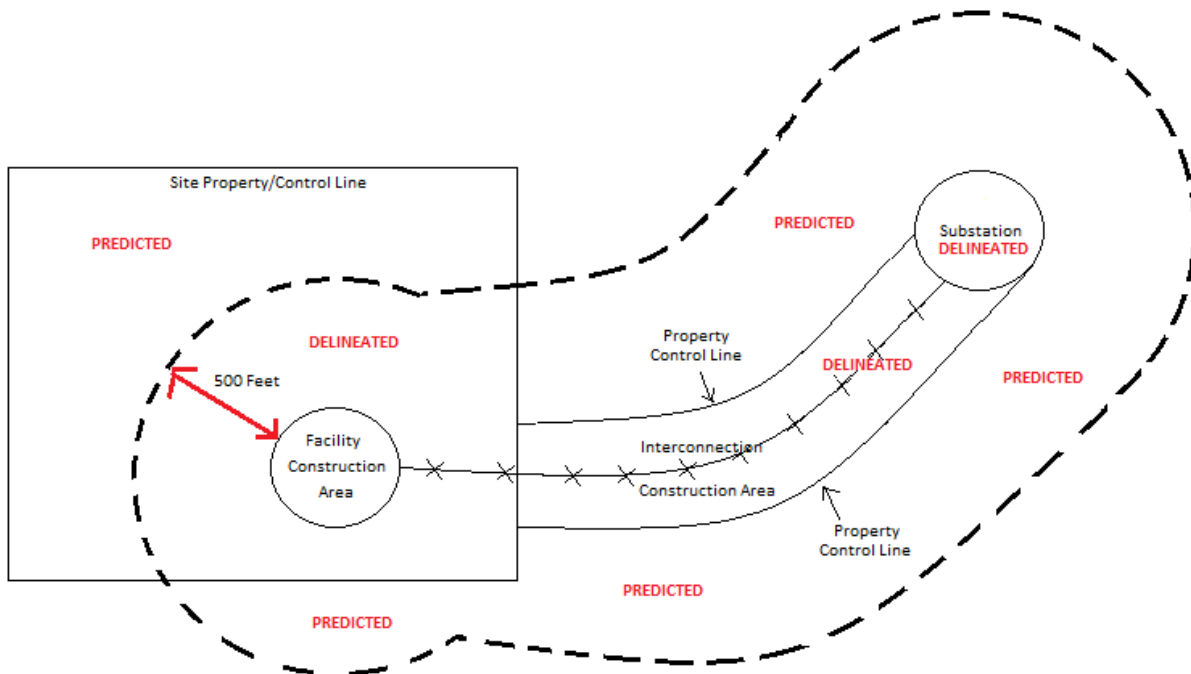 Site Property/Control Line
PREDICTED
PREDICTED
Substation
DELINEATED
DELINEATED
Property
Control Line
DELINEATED
500 Feet
PREDICTED
Facility
Construction
Area
Interconnection
Construction Area
Property
Control Line
PREDICTED
PREDICTED